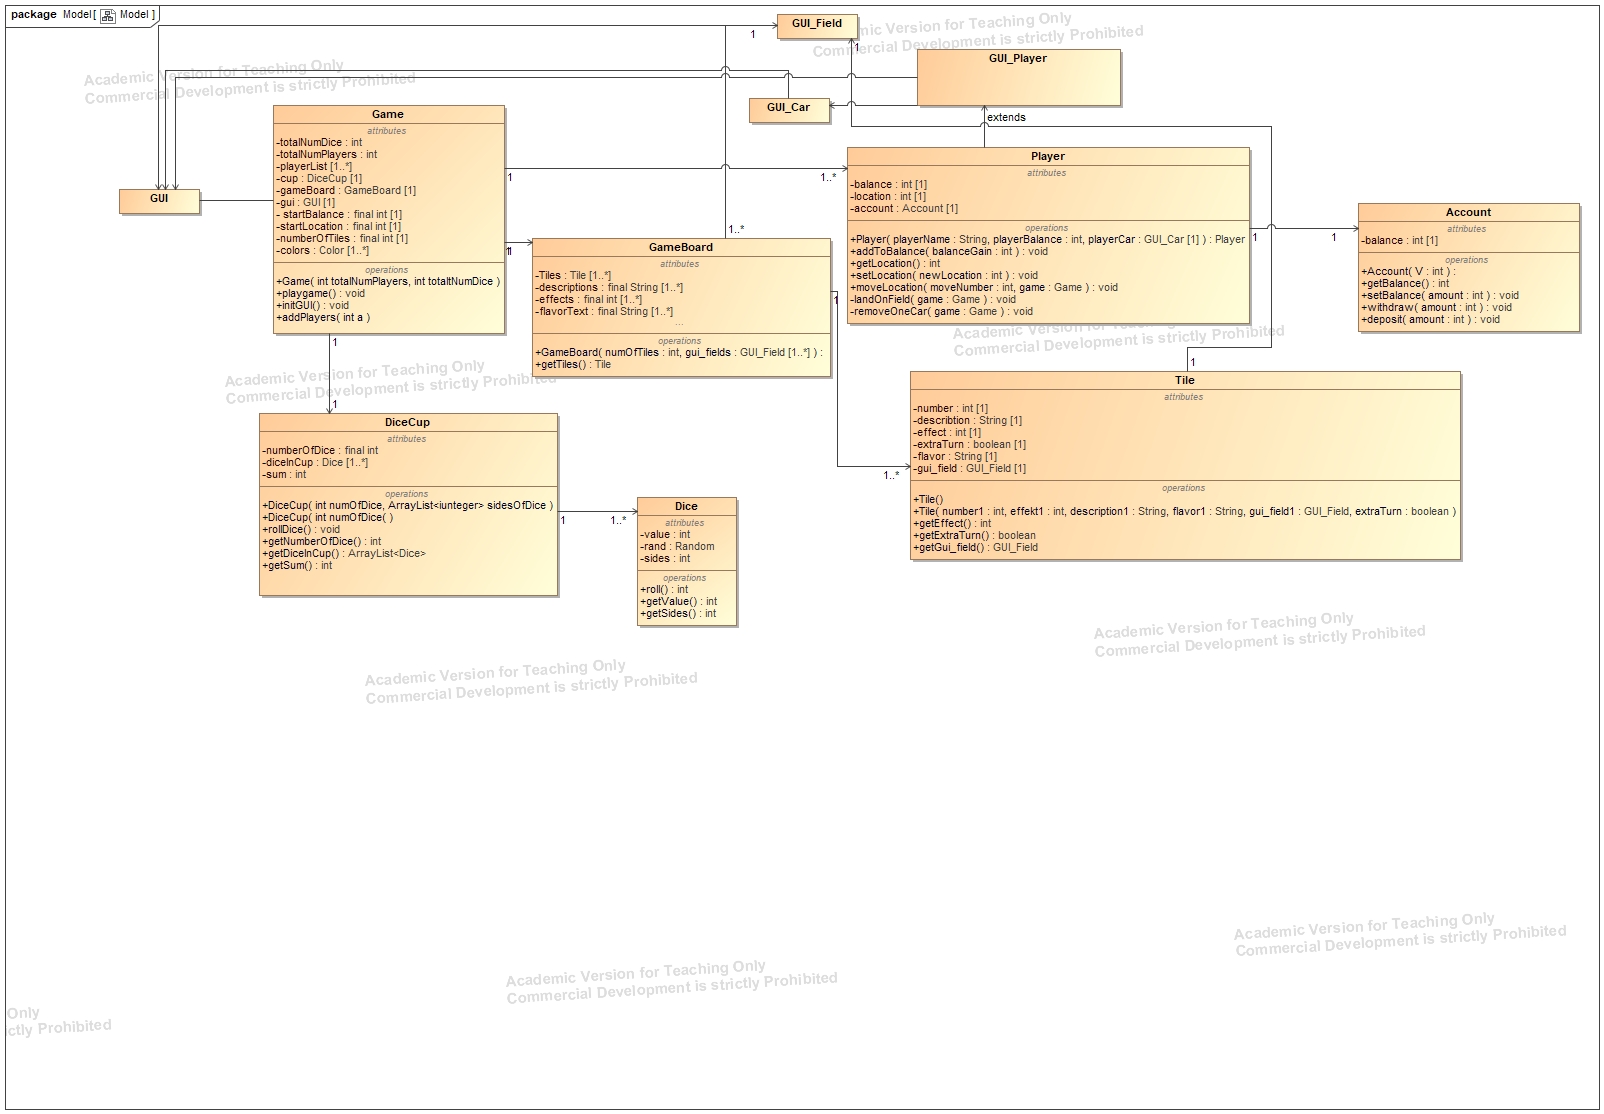 package Model[ Model ]
GUI_Field
1
1
GUI_Player
GUI_Car
extends
Academic Version for Teaching Only
Commercial Development is strictly Prohibited
mic Version for Teaching Only
Commercial Development is strictly Prohibited
GUI
Game
attributes
-totalNumDice : int
-totalNumPlayers : int
-playerList [1..*]
-cup : DiceCup [1]
-gameBoard : GameBoard [1]
-gui : GUI [1]
- startBalance : final int [1]
-startLocation : final int [1]
-numberOfTiles : final int [1]
-colors : Color [1..*]
operations
+Game( int totalNumPlayers, int totaltNumDice )
+playgame() : void
+initGUI() : void
+addPlayers( int a )
1
1..*
1
1
1..*
GameBoard
attributes
-Tiles : Tile [1..*]
-descriptions : final String [1..*]
-effects : final int [1..*]
-flavorText : final String [1..*]
...
operations
+GameBoard( numOfTiles : int, gui_fields : GUI_Field [1..*] ) :
+getTiles() : Tile
Player
attributes
-balance : int [1]
-location : int [1]
-account : Account [1]
operations
+Player( playerName : String, playerBalance : int, playerCar : GUI_Car [1] ) : Player
+addToBalance( balanceGain : int ) : void
+getLocation() : int
+setLocation( newLocation : int ) : void
+moveLocation( moveNumber : int, game : Game ) : void
-landOnField( game : Game ) : void
-removeOneCar( game : Game ) : void
1
1
Account
attributes
-balance : int [1]
operations
+Account( V : int ) :
+getBalance() : int
+setBalance( amount : int ) : void
+withdraw( amount : int ) : void
+deposit( amount : int ) : void
Academic Version for Teaching Only
Commercial Development is strictly Prohibited
Academic Version for Teaching Only
Commercial Development is strictly Prohibited
1
1
1
1..*
1
Tile
attributes
-number : int [1]
-describtion : String [1]
-effect : int [1]
-extraTurn : boolean [1]
-flavor : String [1]
-gui_field : GUI_Field [1]
operations
+Tile()
+Tile( number1 : int, effekt1 : int, description1 : String, flavor1 : String, gui_field1 : GUI_Field, extraTurn : boolean )
+getEffect() : int
+getExtraTurn() : boolean
+getGui_field() : GUI_Field
DiceCup
attributes
-numberOfDice : final int
-diceInCup : Dice [1..*]
-sum : int
operations
+DiceCup( int numOfDice, ArrayList<iunteger> sidesOfDice )
+DiceCup( int numOfDice( )
+rollDice() : void
+getNumberOfDice() : int
+getDiceInCup() : ArrayList<Dice>
+getSum() : int
1
1..*
Dice
attributes
-value : int
-rand : Random
-sides : int
operations
+roll() : int
+getValue() : int
+getSides() : int
Academic Version for Teaching Only
Commercial Development is strictly Prohibited
Academic Version for Teaching Only
Commercial Development is strictly Prohibited
Academic Version for Teaching Only
Commercial Development is strictly Prohibited
Academic Version for Teaching Only
Commercial Development is strictly Prohibited
Only
ctly Prohibited